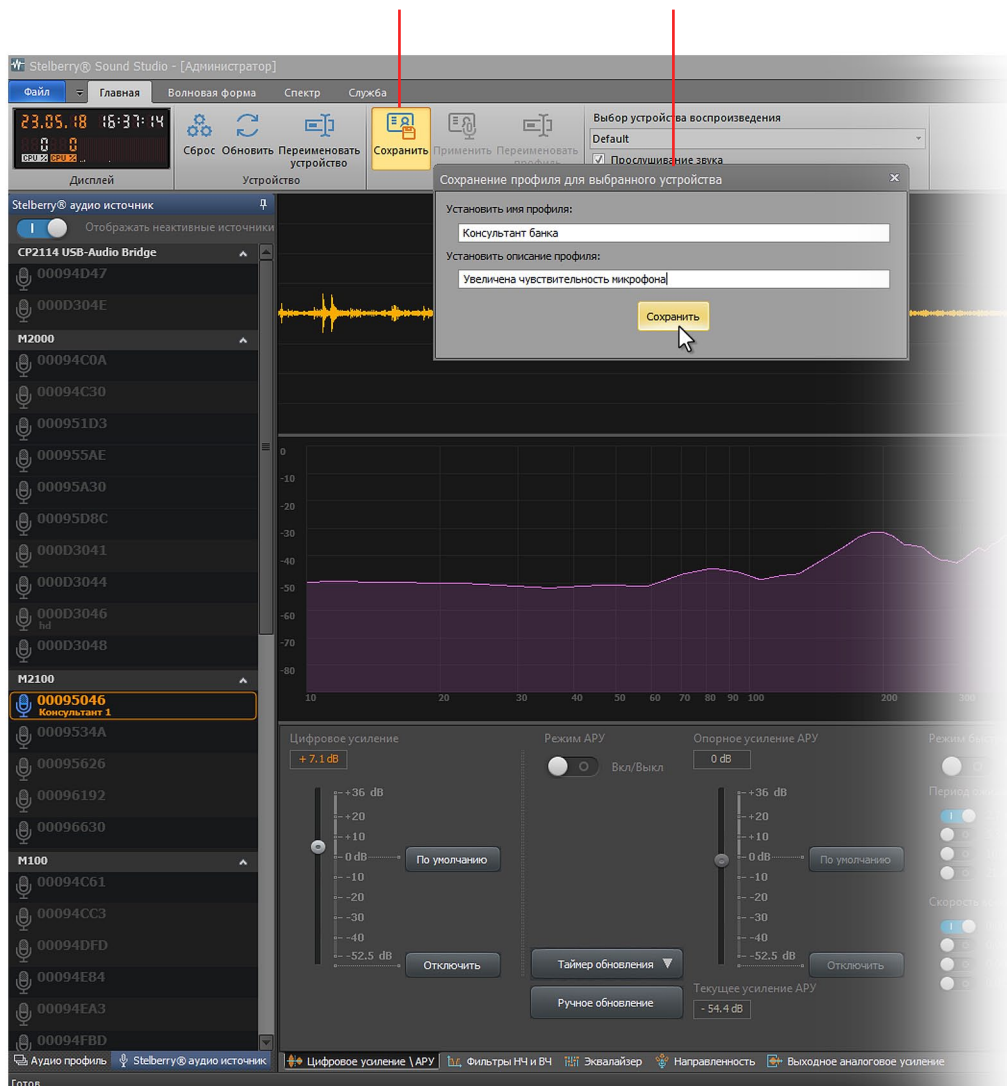 Stelberry® Sound Studio - [Администратор]
Файл Главная Волновая форма Спектр Служба
23.05.18 16:37:14
0 0
CPU % CPU %
Дисплей
Сброс Обновить Переименовать устройство
Устройство
Сохранить Применить Переименовать профиль
Выбор устройства воспроизведения
Default
Прослушивание звука
Сохранение профиля для выбранного устройства
Установить имя профиля:
Консультант банка
Установить описание профиля:
Увеличена чувствительность микрофона
Сохранить
Stelberry® аудио источник
Отображать неактивные источники
CP2114 USB-Audio Bridge
00094D47
000D304E
M2000
00094C0A
00094C30
000951D3
000955AE
00095A30
00095D8C
000D3041
000D3044
000D3046
hd
000D3048
M2100
00095046
Консультант 1
0009534A
00095626
00096192
00096630
M100
00094C61
00094CC3
00094DFD
00094E84
00094EA3
00094FBD
Аудио профиль Stelberry® аудио источник
0
-10
-20
-30
-40
-50
-60
-70
-80
10 20 30 40 50 60 70 80 90 100 200 300
Цифровое усиление
+ 7.1 dB
+36 dB
+20
+10
0 dB
-10
-20
-30
-40
-52.5 dB
По умолчанию
Отключить
Режим АРУ
Вкл/Выкл
Таймер обновления
Ручное обновление
Опорное усиление АРУ
0 dB
+36 dB
+20
+10
0 dB
-10
-20
-30
-40
-52.5 dB
По умолчанию
Отключить
Текущее усиление АРУ
- 54.4 dB
Режим
Период
Скорость
Цифровое усиление \ АРУ Фильтры НЧ и ВЧ Эквалайзер Направленность Выходное аналоговое усиление
Готов